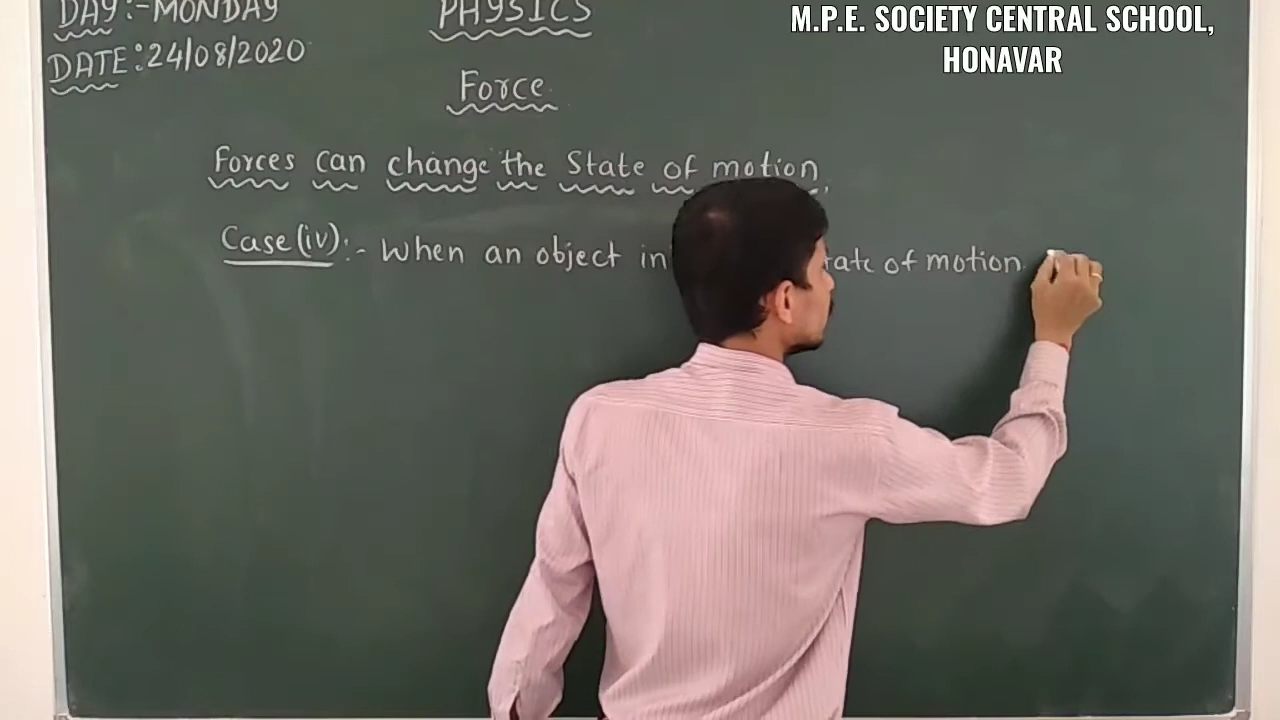 DAY:-MONDAY
PHYSICS
M.P.E. SOCIETY CENTRAL SCHOOL,
HONAVAR
DATE:24/08/2020
Force
Forces can change the State of motion,
Case(iv):- When an object in of motion